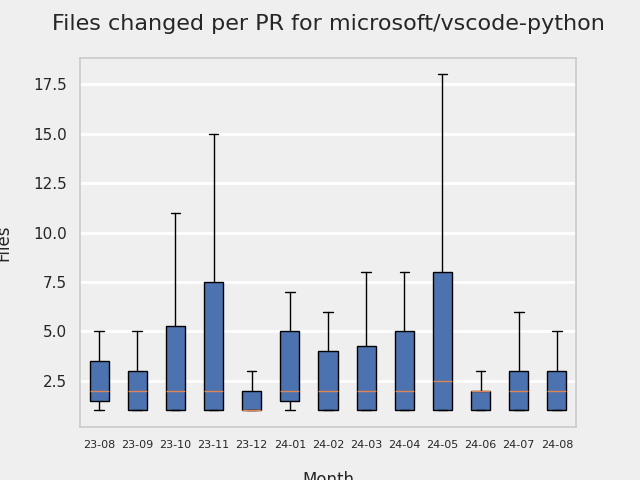 Files changed per PR for microsoft/vscode-python
17.5
15.0
12.5
10.0
7.5
5.0
2.5
Files
23-08 23-09 23-10 23-11 23-12 24-01 24-02 24-03 24-04 24-05 24-06 24-07 24-08
Month